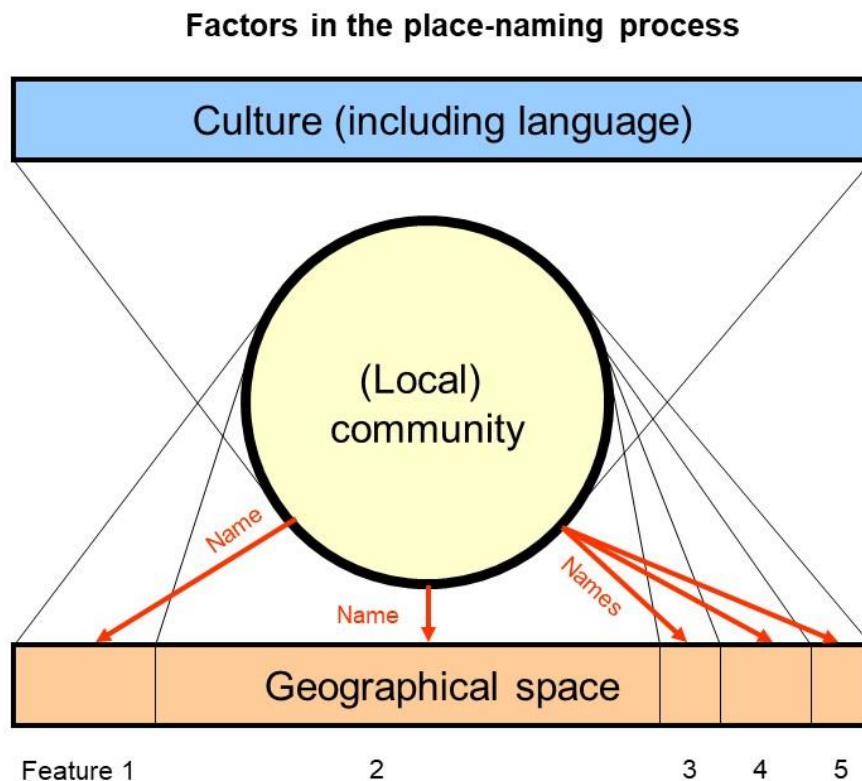 Factors in the place-naming process
Culture (including language)
(Local)
community
Name
Name
Names
Geographical space
Feature 1 2 3 4 5